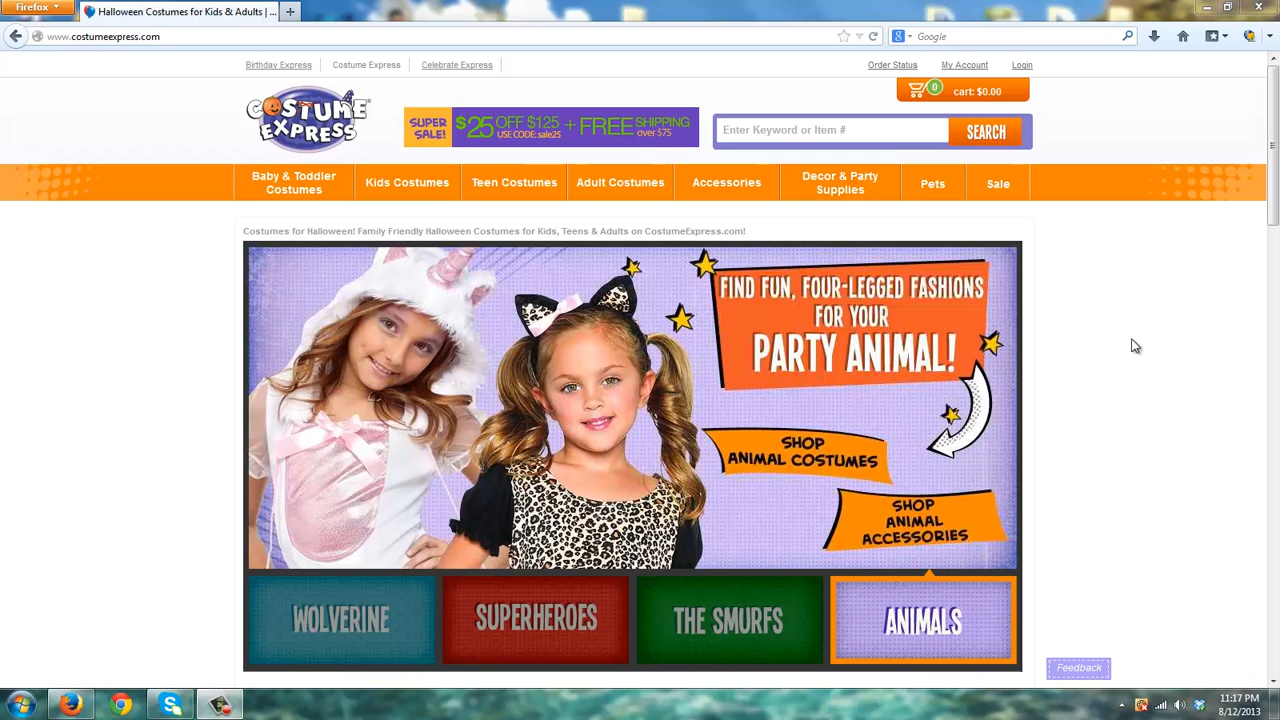 Firefox
Halloween Costumes for Kids & Adults | ...
www.costumeexpress.com
Google
Birthday Express
Costume Express
Celebrate Express
Order Status
My Account
Login
COSTUME
EXPRESS
SUPER
SALE!
$25 OFF $125 + FREE SHIPPING
USE CODE: sale25
over $75
0
cart: $0.00
Enter Keyword or Item #
SEARCH
Baby & Toddler
Costumes
Kids Costumes
Teen Costumes
Adult Costumes
Accessories
Decor & Party
Supplies
Pets
Sale
Costumes for Halloween! Family Friendly Halloween Costumes for Kids, Teens & Adults on CostumeExpress.com!
FIND FUN, FOUR-LEGGED FASHIONS
FOR YOUR
PARTY ANIMAL!
SHOP
ANIMAL COSTUMES
SHOP
ANIMAL
ACCESSORIES
WOLVERINE
SUPERHEROES
THE SMURFS
ANIMALS
Feedback
11:17 PM
8/12/2013